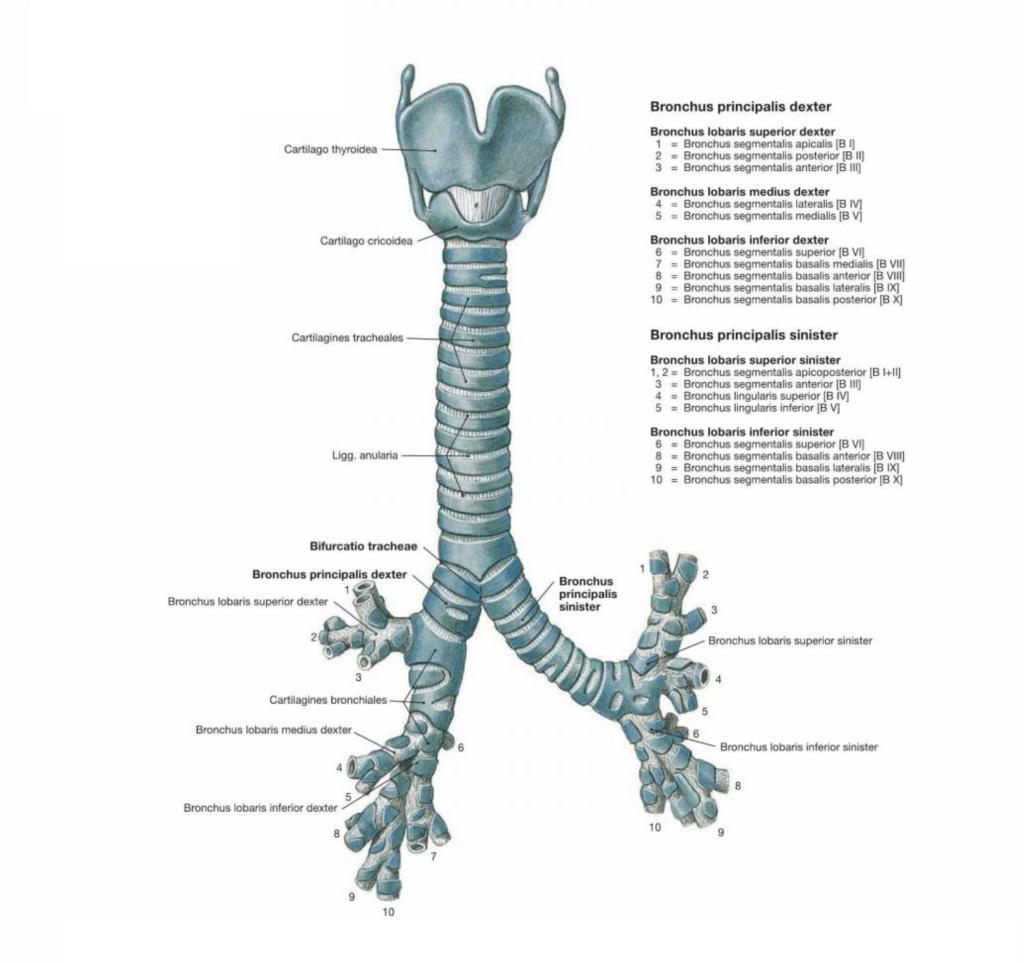 Bronchus principalis dexter
Bronchus lobaris superior dexter
1 = Bronchus segmentalis apicalis [B I]
2 = Bronchus segmentalis posterior [B II]
3 = Bronchus segmentalis anterior [B III]
Bronchus lobaris medius dexter
4 = Bronchus segmentalis lateralis [B IV]
5 = Bronchus segmentalis medialis [B V]
Bronchus lobaris inferior dexter
6 = Bronchus segmentalis superior [B VI]
7 = Bronchus segmentalis basalis medialis [B VII]
8 = Bronchus segmentalis basalis anterior [B VIII]
9 = Bronchus segmentalis basalis lateralis [B IX]
10 = Bronchus segmentalis basalis posterior [B X]
Bronchus principalis sinister
Bronchus lobaris superior sinister
1, 2 = Bronchus segmentalis apicoposterior [B I+II]
3 = Bronchus segmentalis anterior [B III]
4 = Bronchus lingularis superior [B IV]
5 = Bronchus lingularis inferior [B V]
Bronchus lobaris inferior sinister
6 = Bronchus segmentalis superior [B VI]
8 = Bronchus segmentalis basalis anterior [B VIII]
9 = Bronchus segmentalis basalis lateralis [B IX]
10 = Bronchus segmentalis basalis posterior [B X]
Cartilago thyroidea
*
Cartilago cricoidea
Cartilagines tracheales
Ligg. anularia
Bifurcatio tracheae
Bronchus principalis dexter
1
Bronchus lobaris superior dexter
2
3
Cartilagines bronchiales
Bronchus lobaris medius dexter
6
4
5
Bronchus lobaris inferior dexter
8
7
9
10
Bronchus
principalis
sinister
1
2
3
Bronchus lobaris superior sinister
4
5
6
Bronchus lobaris inferior sinister
8
10
9